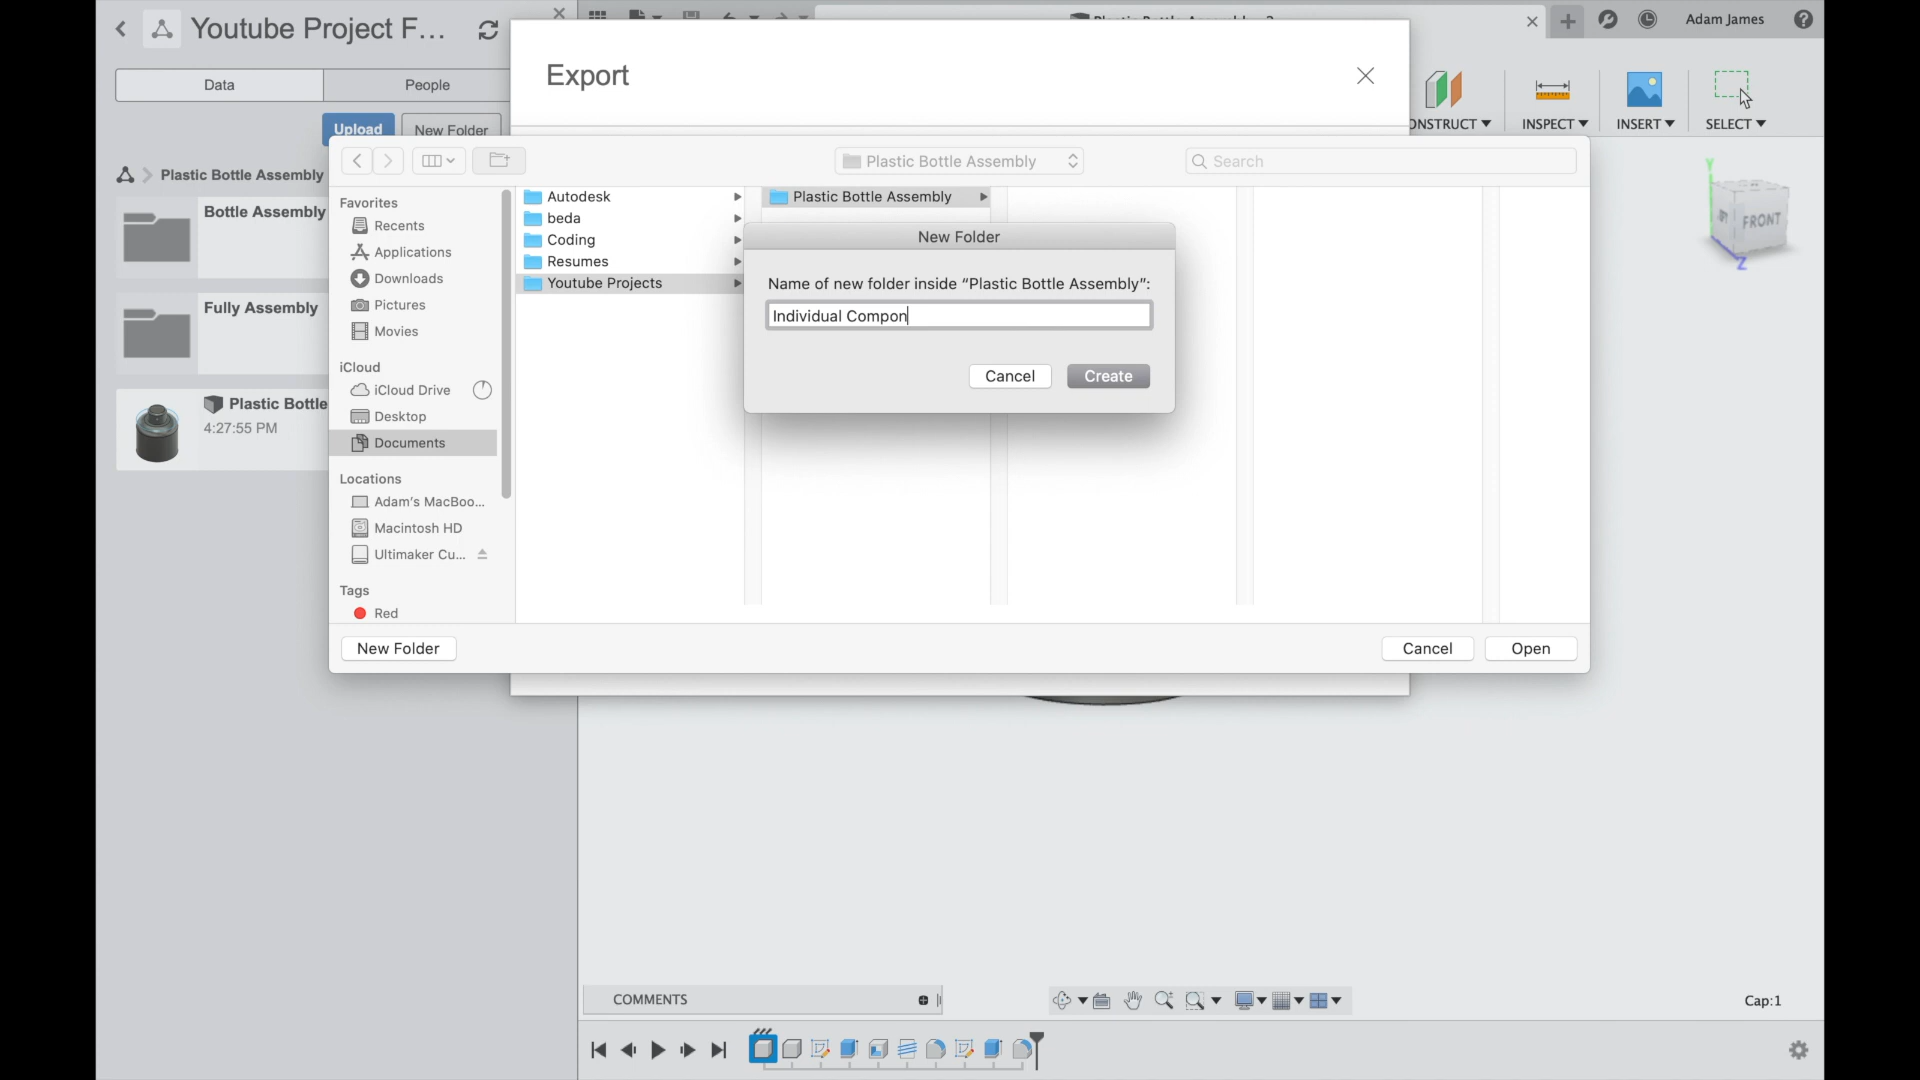 Youtube Project F...
Adam James
Export
Data
People
Upload
New Folder
ONSTRUCT
INSPECT
INSERT
SELECT
Plastic Bottle Assembly
Search
Plastic Bottle Assembly
Bottle Assembly
Fully Assembly
Plastic Bottle
4:27:55 PM
Favorites
Recents
Applications
Downloads
Pictures
Movies
iCloud
iCloud Drive
Desktop
Documents
Locations
Adam's MacBoo...
Macintosh HD
Ultimaker Cu...
Tags
Red
Autodesk
beda
Coding
Resumes
Youtube Projects
Plastic Bottle Assembly
New Folder
Name of new folder inside “Plastic Bottle Assembly”:
Individual Compon
Cancel
Create
New Folder
Cancel
Open
Y
FRONT
Z
COMMENTS
Cap:1